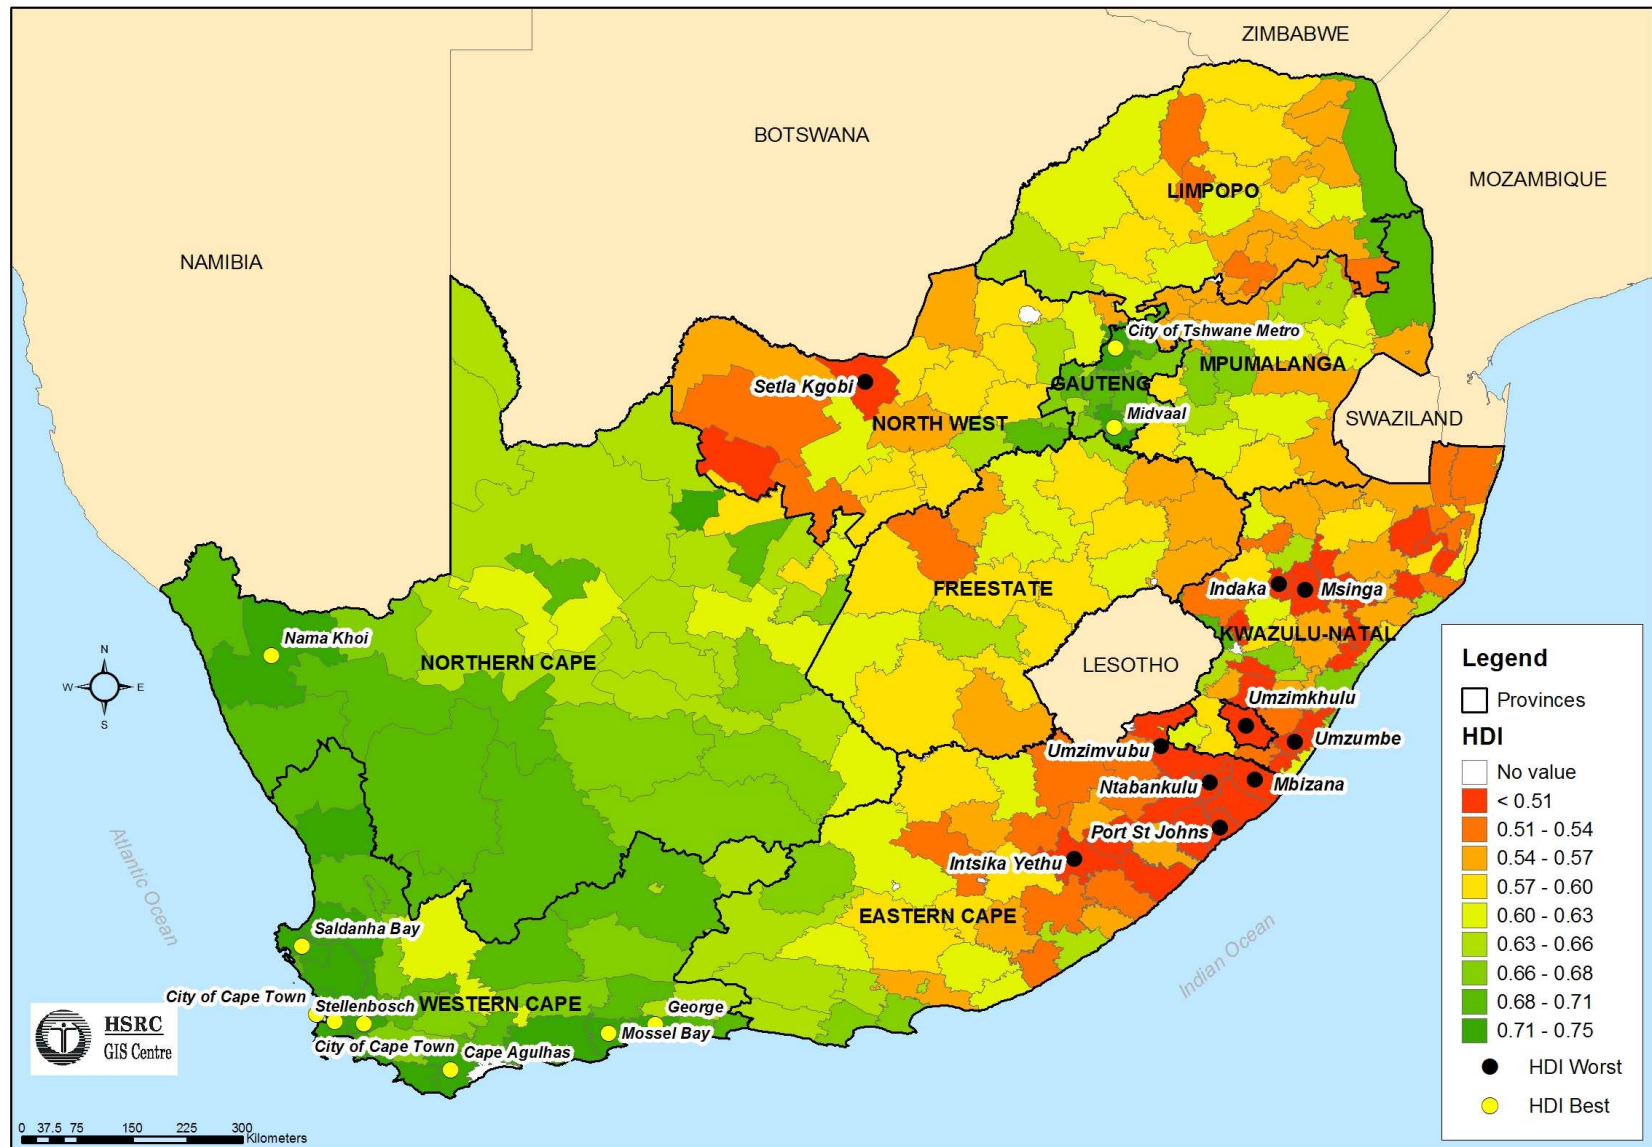 ZIMBABWE
BOTSWANA
MOZAMBIQUE
LIMPOPO
NAMIBIA
City of Tshwane Metro
MPUMALANGA
Setla Kgobi
GAUTENG
Midvaal
SWAZILAND
NORTH WEST
Indaka
Msinga
FREESTATE
KWAZULU-NATAL
Nama Khoi
NORTHERN CAPE
LESOTHO
N
W
E
S
Umzimkhulu
Umzumbe
Umzimvubu
Ntabankulu
Mbizana
Port St Johns
Intsika Yethu
EASTERN CAPE
Atlantic Ocean
Indian Ocean
Saldanha Bay
City of Cape Town
Stellenbosch
WESTERN CAPE
George
Mossel Bay
City of Cape Town
Cape Agulhas
HSRC
GIS Centre
0 37.5 75 150 225 300
Kilometers
Legend
Provinces
HDI
No value
< 0.51
0.51 - 0.54
0.54 - 0.57
0.57 - 0.60
0.60 - 0.63
0.63 - 0.66
0.66 - 0.68
0.68 - 0.71
0.71 - 0.75
HDI Worst
HDI Best